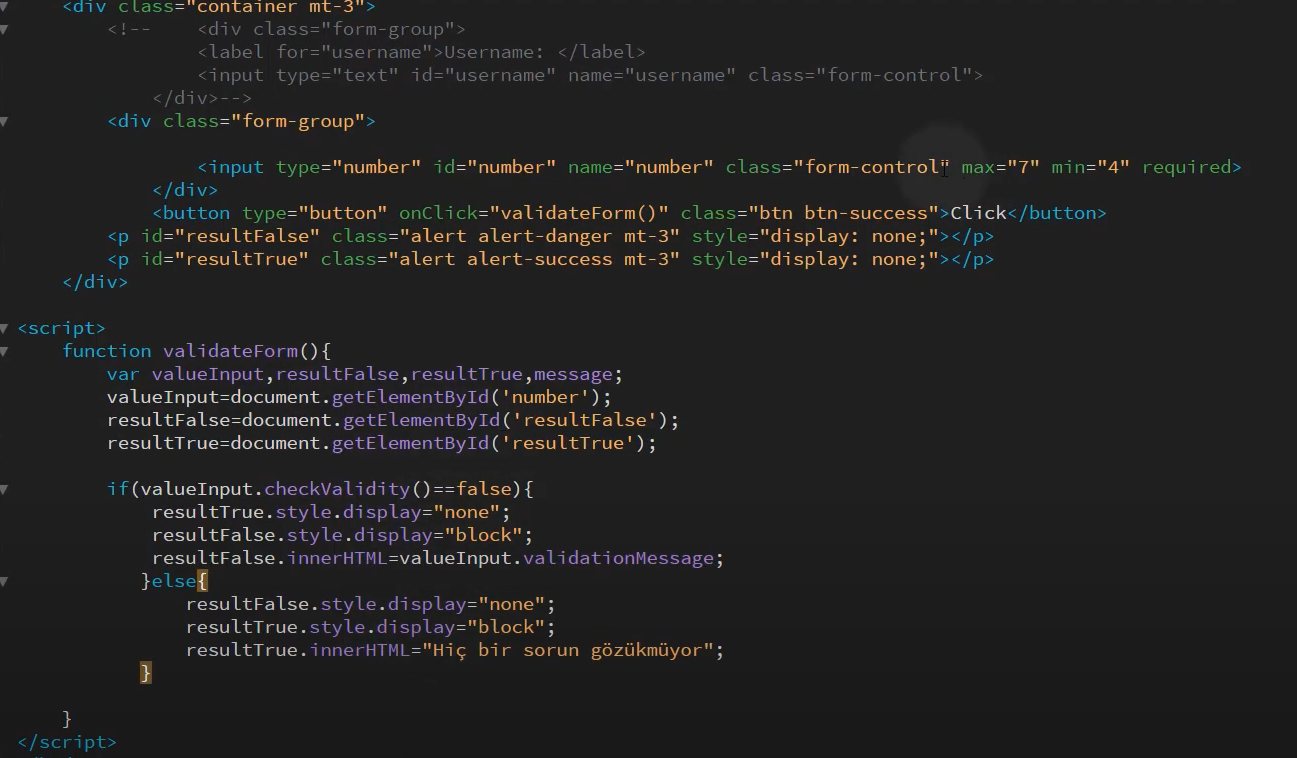 <div class="container mt-3">
<!-- <div class="form-group">
<label for="username">Username: </label>
<input type="text" id="username" name="username" class="form-control">
</div>-->
<div class="form-group">
<input type="number" id="number" name="number" class="form-control" max="7" min="4" required>
</div>
<button type="button" onClick="validateForm()" class="btn btn-success">Click</button>
<p id="resultFalse" class="alert alert-danger mt-3" style="display: none;"></p>
<p id="resultTrue" class="alert alert-success mt-3" style="display: none;"></p>
</div>
<script>
function validateForm(){
var valueInput,resultFalse,resultTrue,message;
valueInput=document.getElementById('number');
resultFalse=document.getElementById('resultFalse');
resultTrue=document.getElementById('resultTrue');
if(valueInput.checkValidity()==false){
resultTrue.style.display="none";
resultFalse.style.display="block";
resultFalse.innerHTML=valueInput.validationMessage;
}else{
resultFalse.style.display="none";
resultTrue.style.display="block";
resultTrue.innerHTML="Hiç bir sorun gözükmüyor";
}
}
</script>